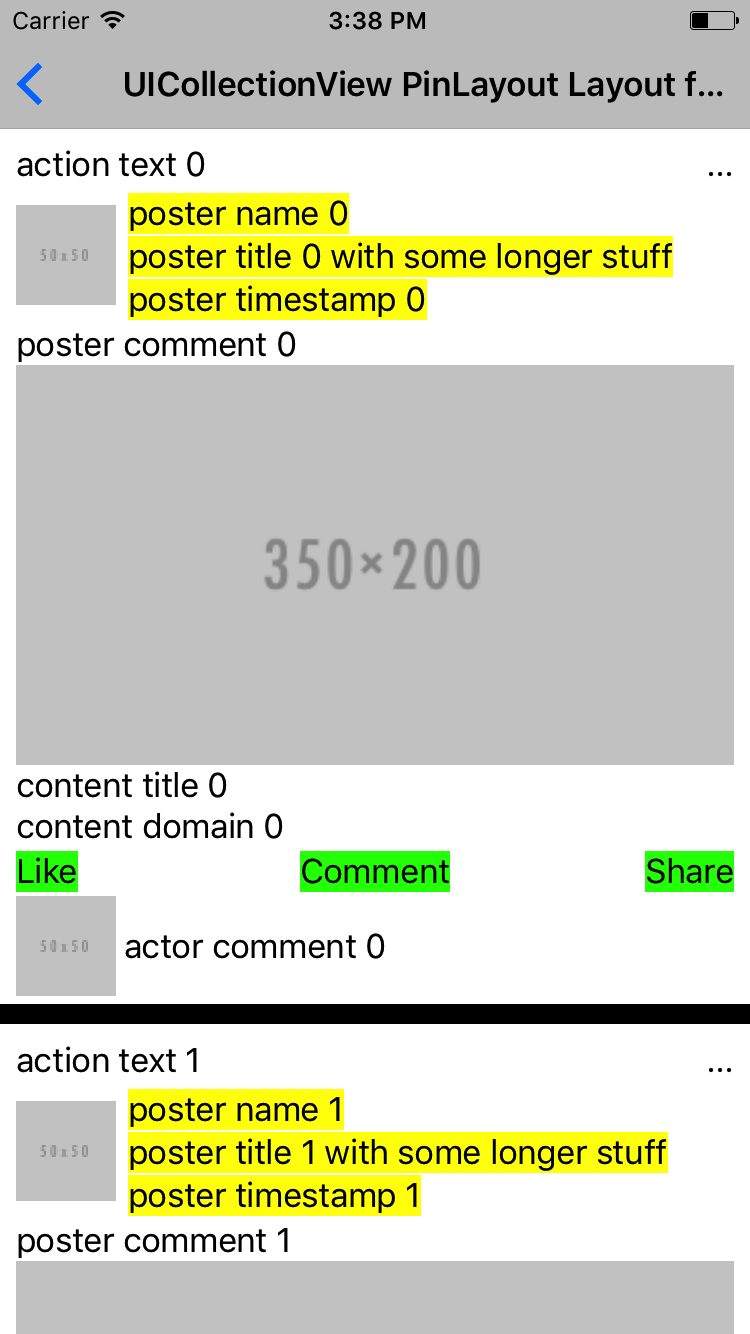 Carrier 3:38 PM
UICollectionView PinLayout Layout f...
action text 0 ...
poster name 0
50x50
poster title 0 with some longer stuff
poster timestamp 0
poster comment 0
350×200
content title 0
content domain 0
Like Comment Share
50x50 actor comment 0
action text 1 ...
poster name 1
50x50
poster title 1 with some longer stuff
poster timestamp 1
poster comment 1